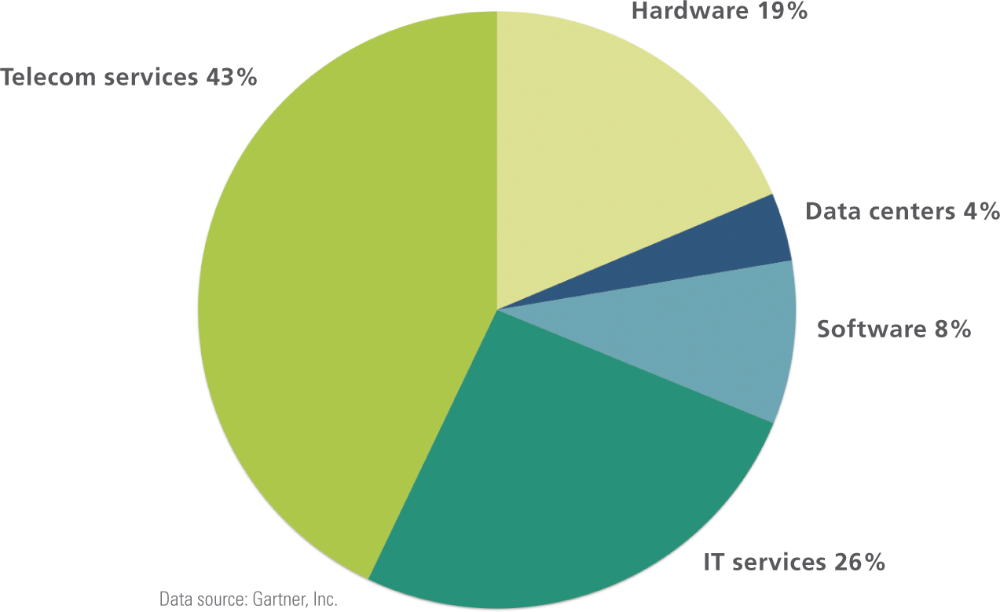 Hardware 19%
Telecom services 43%
Data centers 4%
Software 8%
IT services 26%
Data source: Gartner, Inc.